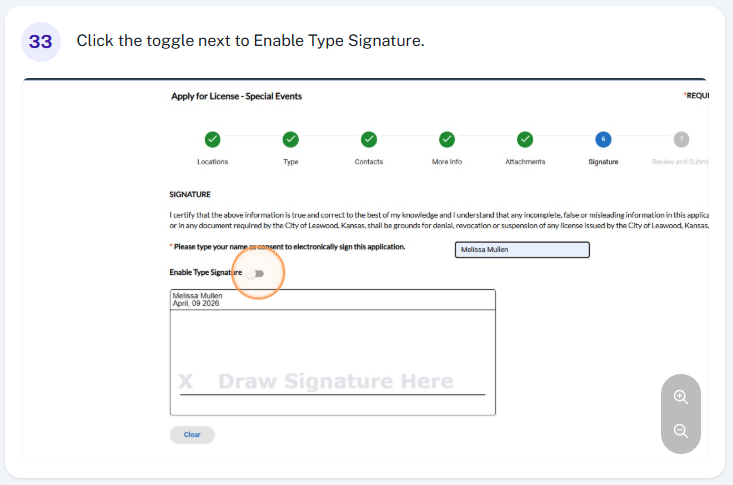 33 Click the toggle next to Enable Type Signature.
Apply for License - Special Events
*REQUI
6
7
Locations
Type
Contacts
More Info
Attachments
Signature
Review and Submi
SIGNATURE
I certify that the above information is true and correct to the best of my knowledge and I understand that any incomplete, false or misleading information in this applica
or in any document required by the City of Leawood, Kansas, shall be grounds for denial, revocation or suspension of any license issued by the City of Leawood, Kansas.
* Please type your name as consent to electronically sign this application.
Melissa Mullen
Enable Type Signature
Melissa Mullen
April, 09 2026
X Draw Signature Here
Clear